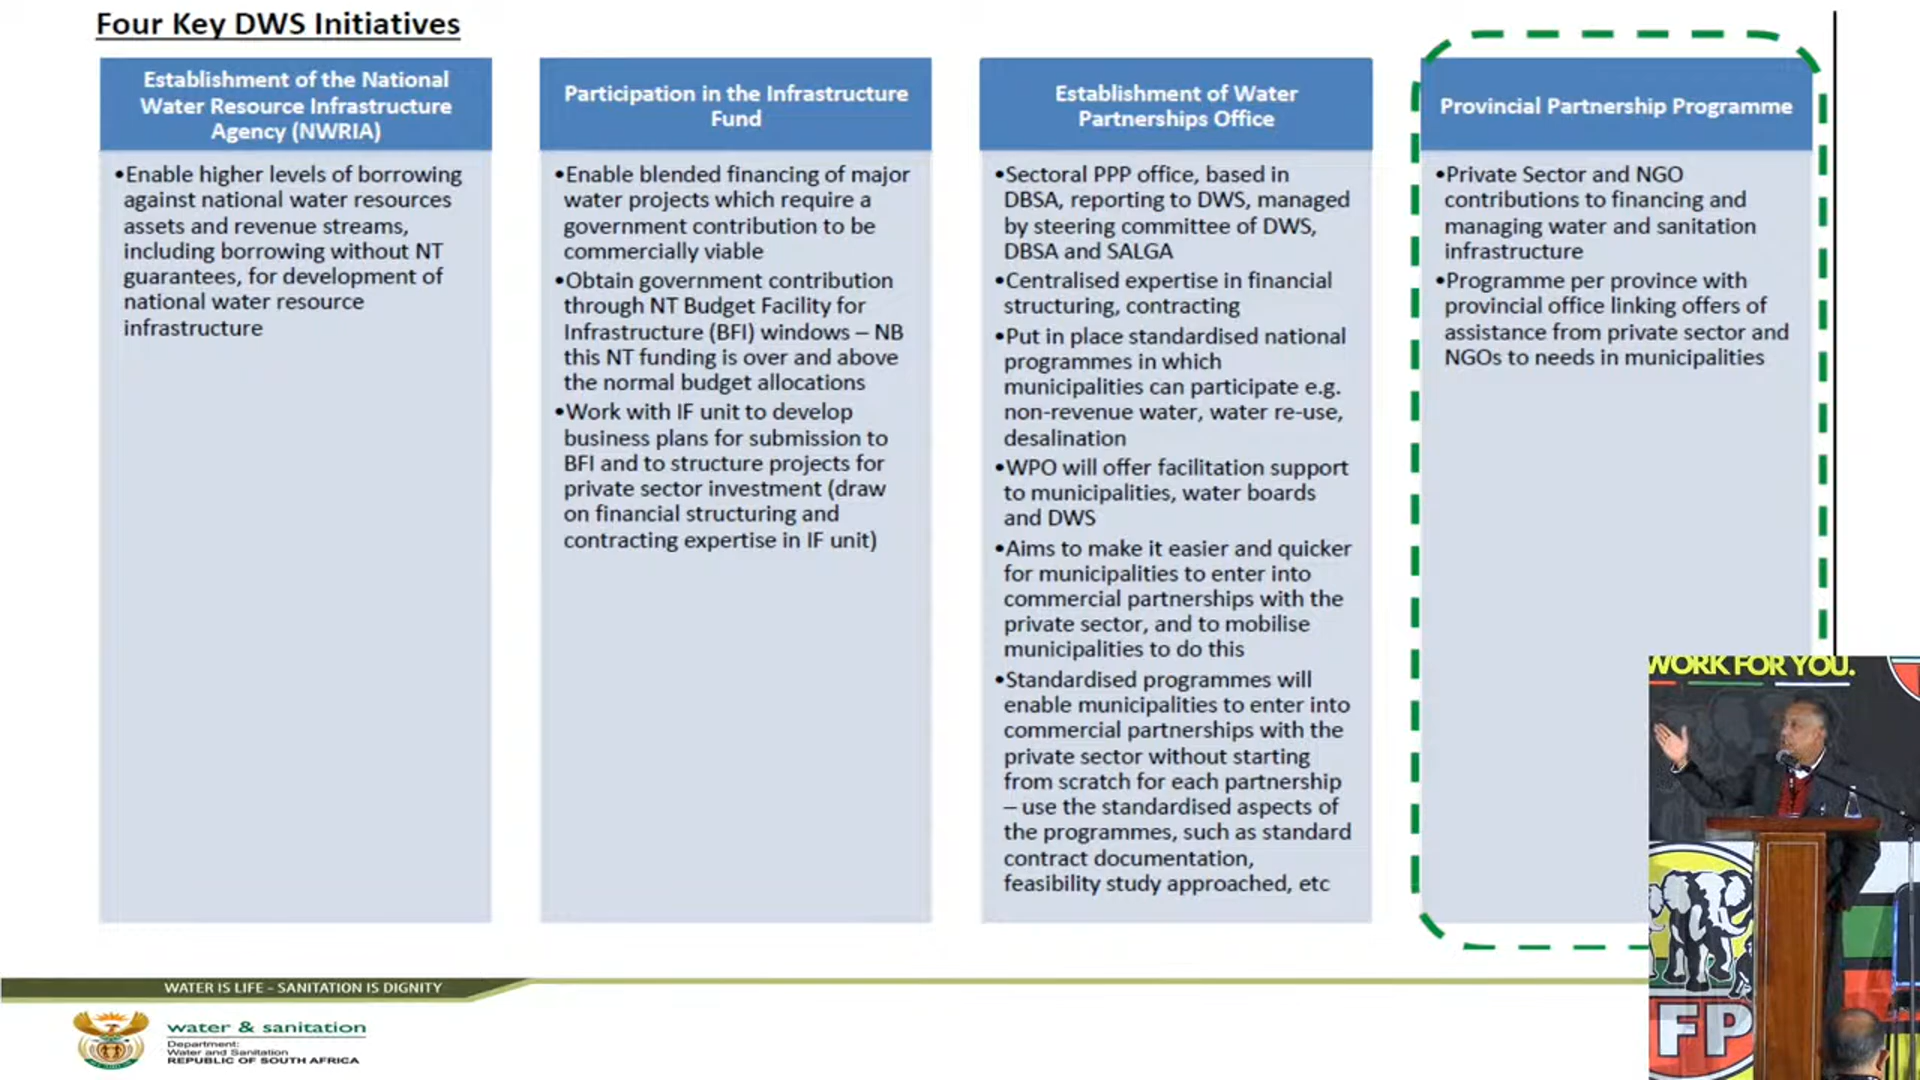 Four Key DWS Initiatives
Establishment of the National
Water Resource Infrastructure
Agency (NWRIA)
•Enable higher levels of borrowing
against national water resources
assets and revenue streams,
including borrowing without NT
guarantees, for development of
national water resource
infrastructure
Participation in the Infrastructure
Fund
•Enable blended financing of major
water projects which require a
government contribution to be
commercially viable
•Obtain government contribution
through NT Budget Facility for
Infrastructure (BFI) windows – NB
this NT funding is over and above
the normal budget allocations
•Work with IF unit to develop
business plans for submission to
BFI and to structure projects for
private sector investment (draw
on financial structuring and
contracting expertise in IF unit)
Establishment of Water
Partnerships Office
•Sectoral PPP office, based in
DBSA, reporting to DWS, managed
by steering committee of DWS,
DBSA and SALGA
•Centralised expertise in financial
structuring, contracting
•Put in place standardised national
programmes in which
municipalities can participate e.g.
non-revenue water, water re-use,
desalination
•WPO will offer facilitation support
to municipalities, water boards
and DWS
•Aims to make it easier and quicker
for municipalities to enter into
commercial partnerships with the
private sector, and to mobilise
municipalities to do this
•Standardised programmes will
enable municipalities to enter into
commercial partnerships with the
private sector without starting
from scratch for each partnership
– use the standardised aspects of
the programmes, such as standard
contract documentation,
feasibility study approached, etc
Provincial Partnership Programme
•Private Sector and NGO
contributions to financing and
managing water and sanitation
infrastructure
•Programme per province with
provincial office linking offers of
assistance from private sector and
NGOs to needs in municipalities
WORK FOR YOU.
FP
WATER IS LIFE - SANITATION IS DIGNITY
water & sanitation
Department:
Water and Sanitation
REPUBLIC OF SOUTH AFRICA